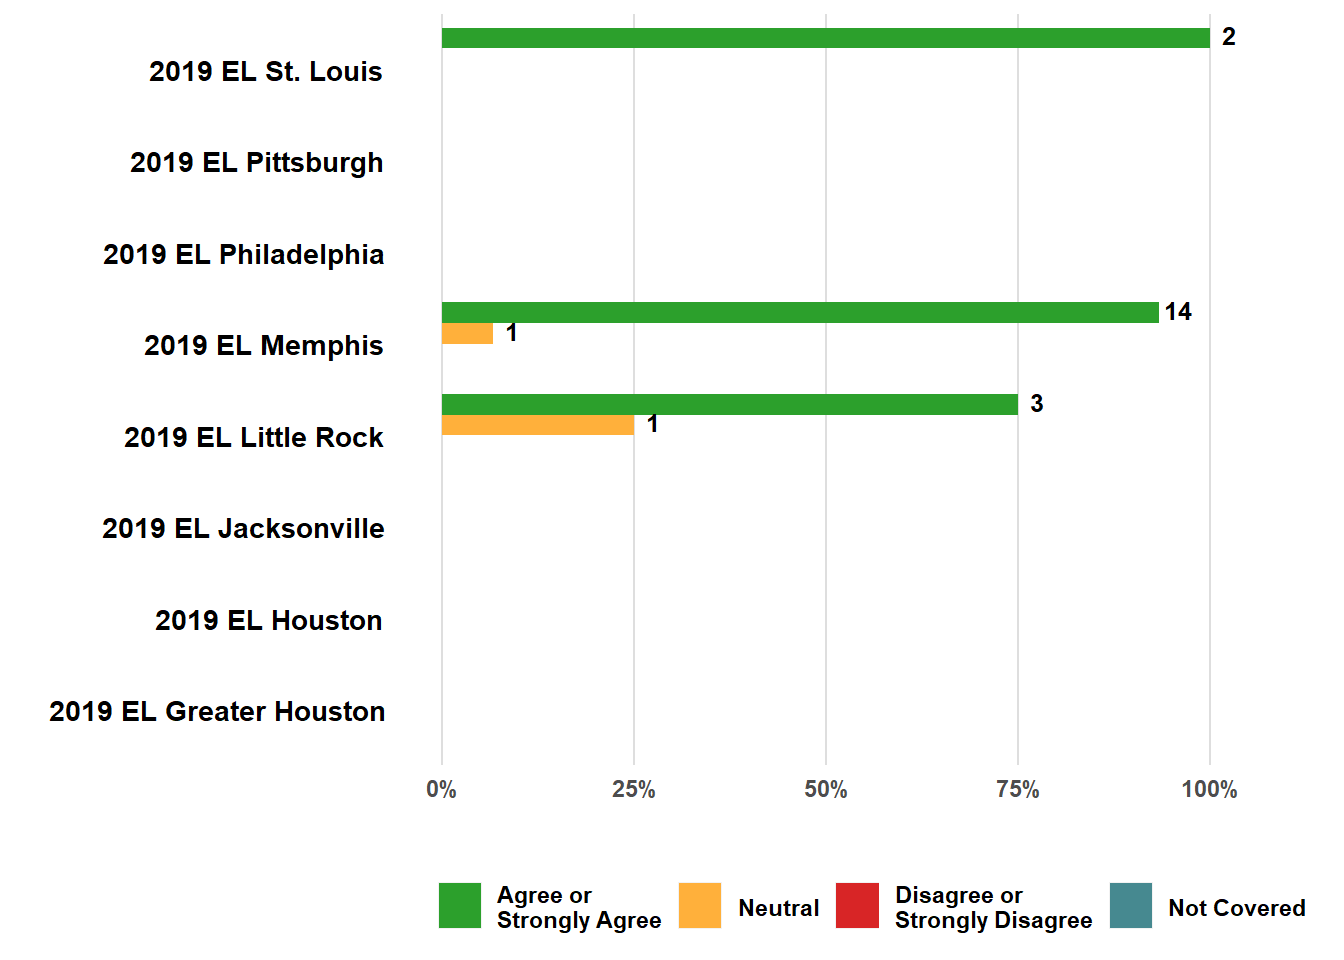 2
2019 EL St. Louis
2019 EL Pittsburgh
2019 EL Philadelphia
14
1
2019 EL Memphis
3
1
2019 EL Little Rock
2019 EL Jacksonville
2019 EL Houston
2019 EL Greater Houston
0% 25% 50% 75% 100%
Agree or
Strongly Agree
Neutral
Disagree or
Strongly Disagree
Not Covered